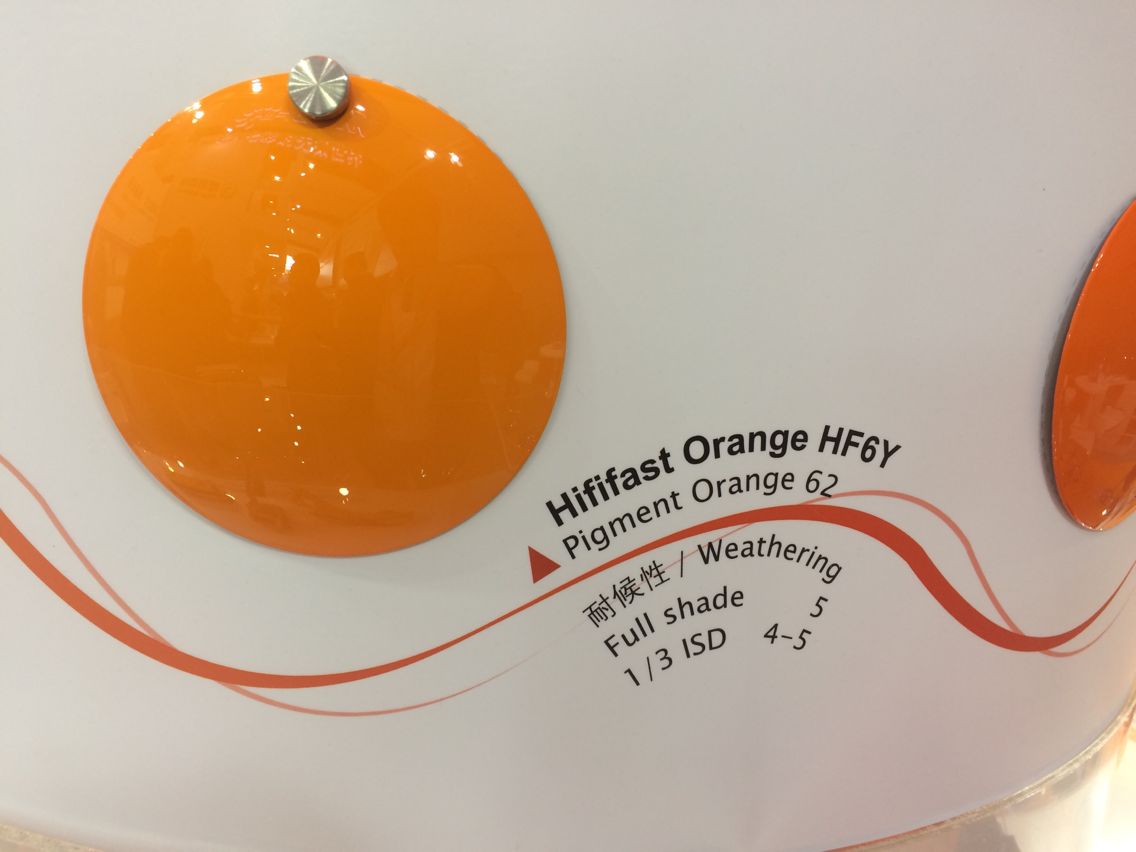 Hififast Orange HF6Y
Pigment Orange 62
耐候性 / Weathering
Full shade 5
1/3 ISD 4-5